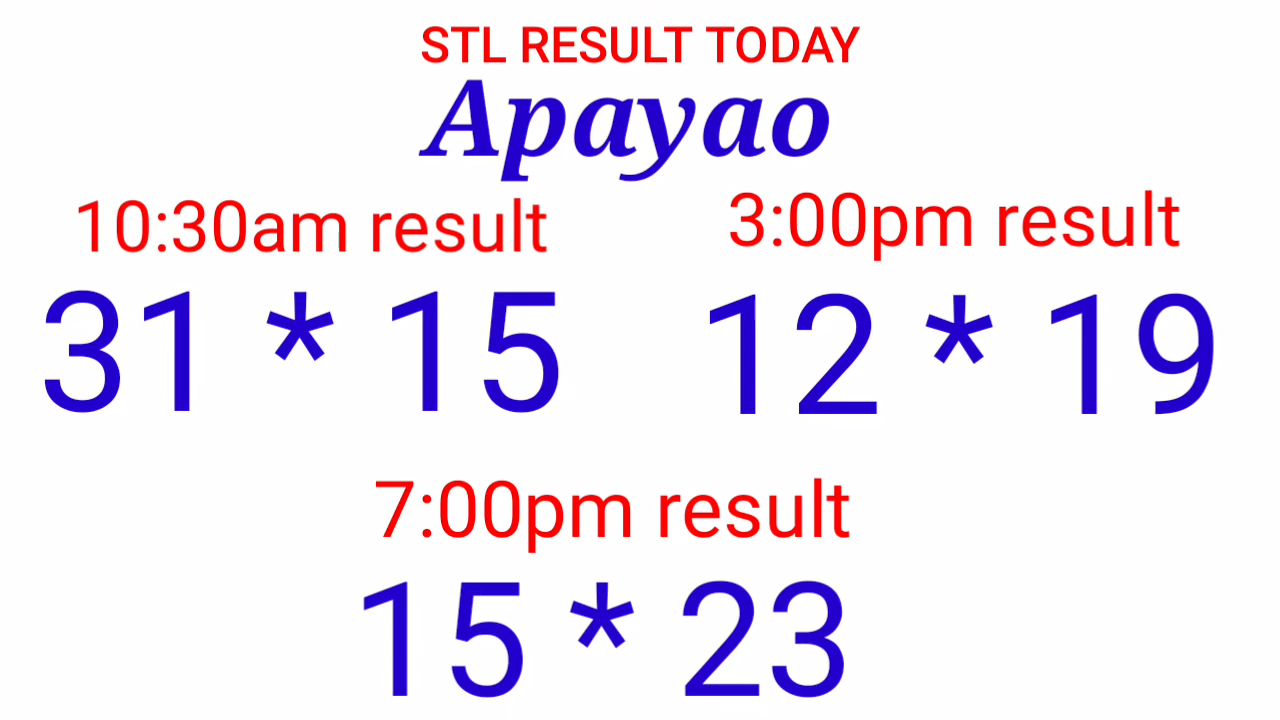 STL RESULT TODAY
Apayao
10:30am result
31 * 15
3:00pm result
12 * 19
7:00pm result
15 * 23